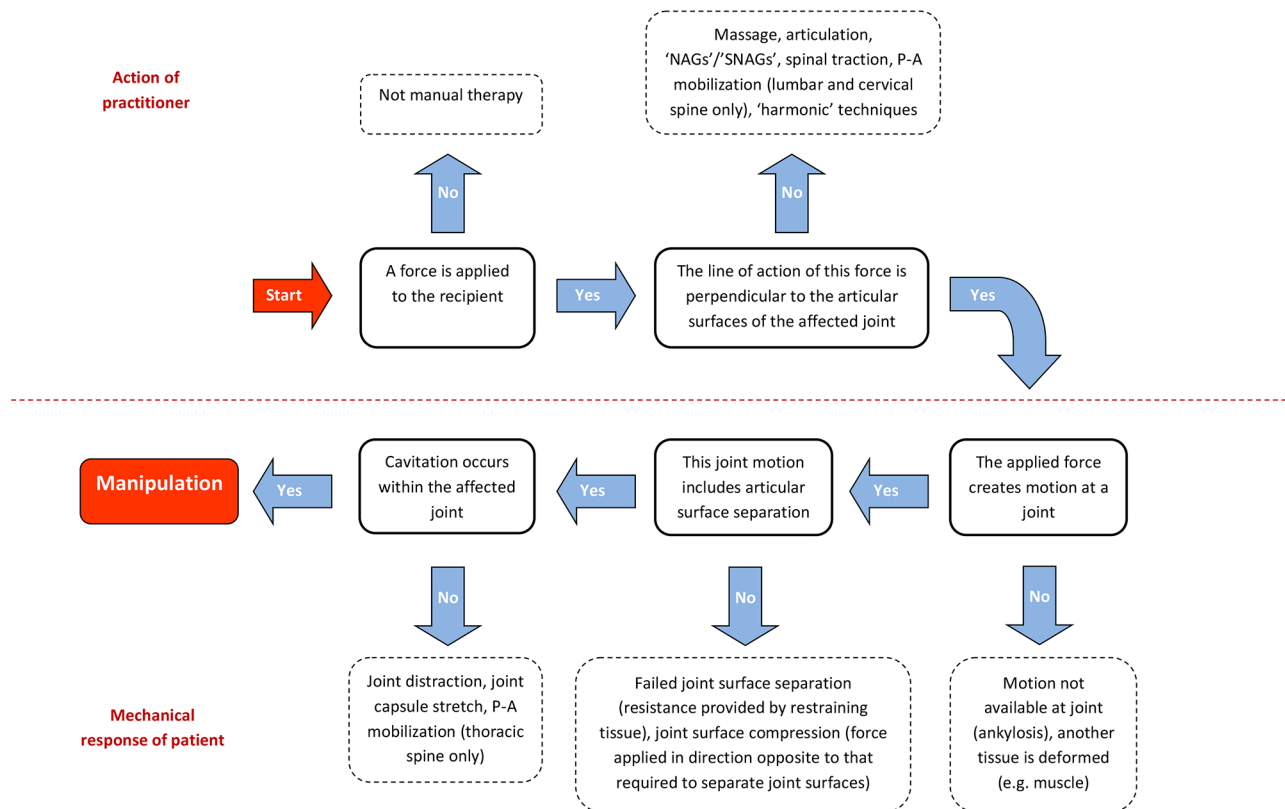 Action of
practitioner
Not manual therapy
Massage, articulation,
‘NAGs’/’SNAGs’, spinal traction, P-A
mobilization (lumbar and cervical
spine only), ‘harmonic’ techniques
No
No
Start
A force is applied
to the recipient
Yes
The line of action of this force is
perpendicular to the articular
surfaces of the affected joint
Yes
Manipulation
Yes
Cavitation occurs
within the affected
joint
Yes
This joint motion
includes articular
surface separation
Yes
The applied force
creates motion at a
joint
No
No
No
Mechanical
response of patient
Joint distraction, joint
capsule stretch, P-A
mobilization (thoracic
spine only)
Failed joint surface separation
(resistance provided by restraining
tissue), joint surface compression (force
applied in direction opposite to that
required to separate joint surfaces)
Motion not
available at joint
(ankylosis), another
tissue is deformed
(e.g. muscle)